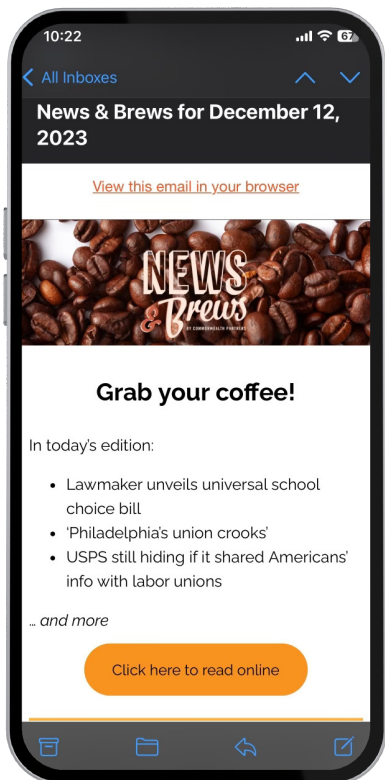 10:22
67
All Inboxes
News & Brews for December 12,
2023
View this email in your browser
NEWS
& Brews
BY COMMONWEALTH PARTNERS
Grab your coffee!
In today's edition:
• Lawmaker unveils universal school
choice bill
• 'Philadelphia's union crooks'
• USPS still hiding if it shared Americans'
info with labor unions
… and more
Click here to read online